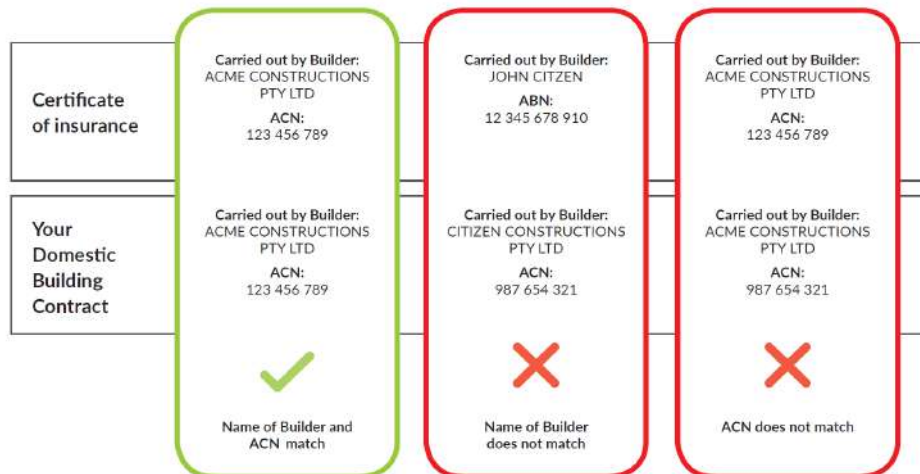 Certificate
of insurance
Carried out by Builder:
ACME CONSTRUCTIONS
PTY LTD
ACN:
123 456 789
Carried out by Builder:
JOHN CITZEN
ABN:
12 345 678 910
Carried out by Builder:
ACME CONSTRUCTIONS
PTY LTD
ACN:
123 456 789
Your
Domestic
Building
Contract
Carried out by Builder:
ACME CONSTRUCTIONS
PTY LTD
ACN:
123 456 789
Carried out by Builder:
CITIZEN CONSTRUCTIONS
PTY LTD
ACN:
987 654 321
Carried out by Builder:
ACME CONSTRUCTIONS
PTY LTD
ACN:
987 654 321
Name of Builder and
ACN match
Name of Builder
does not match
ACN does not match